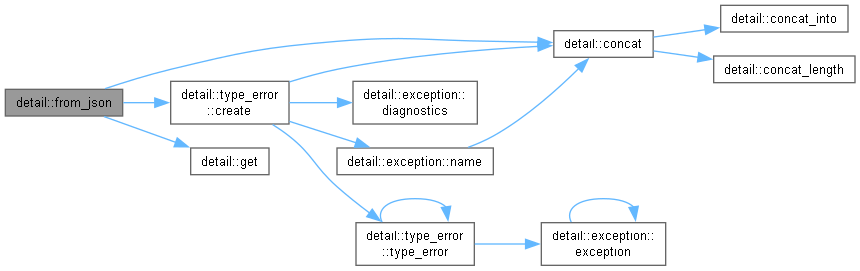 detail::from_json
detail::type_error
::create
detail::get
detail::exception::
diagnostics
detail::exception::name
detail::type_error
::type_error
detail::concat
detail::exception::
exception
detail::concat_into
detail::concat_length